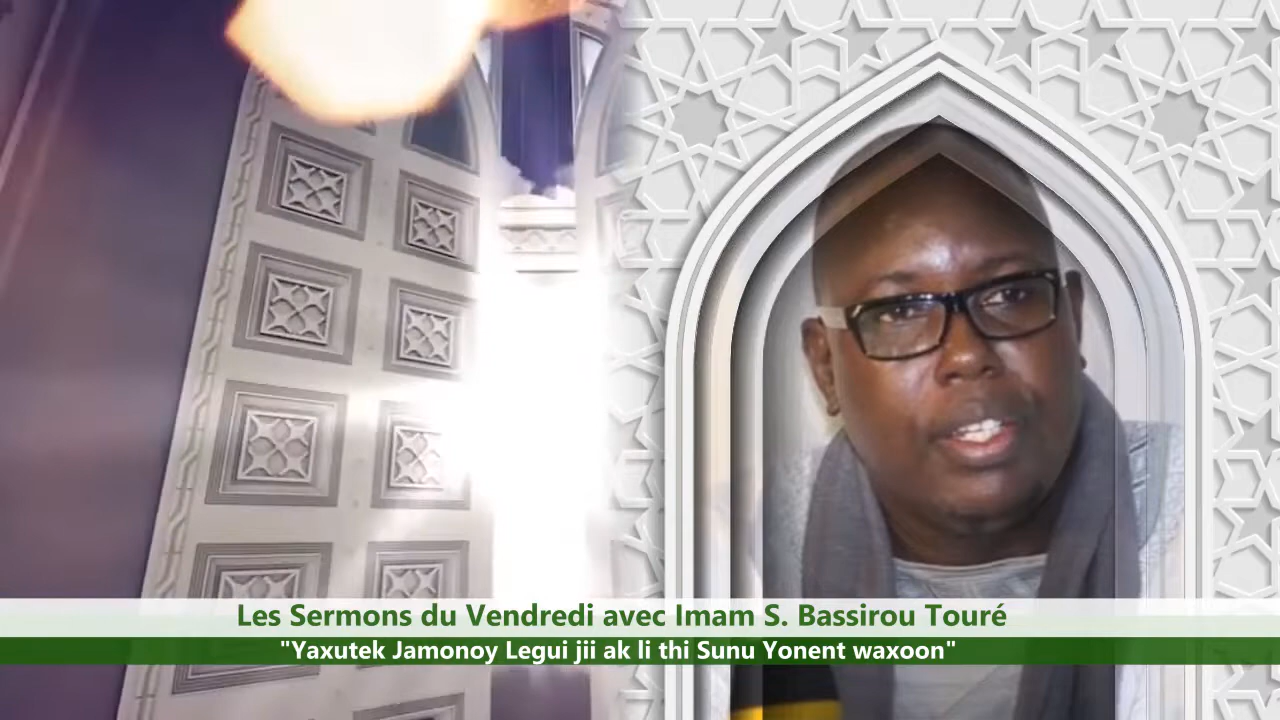 Les Sermons du Vendredi avec Imam S. Bassirou Touré
"Yaxutek Jamonoy Legui jii ak li thi Sunu Yonent waxoon"